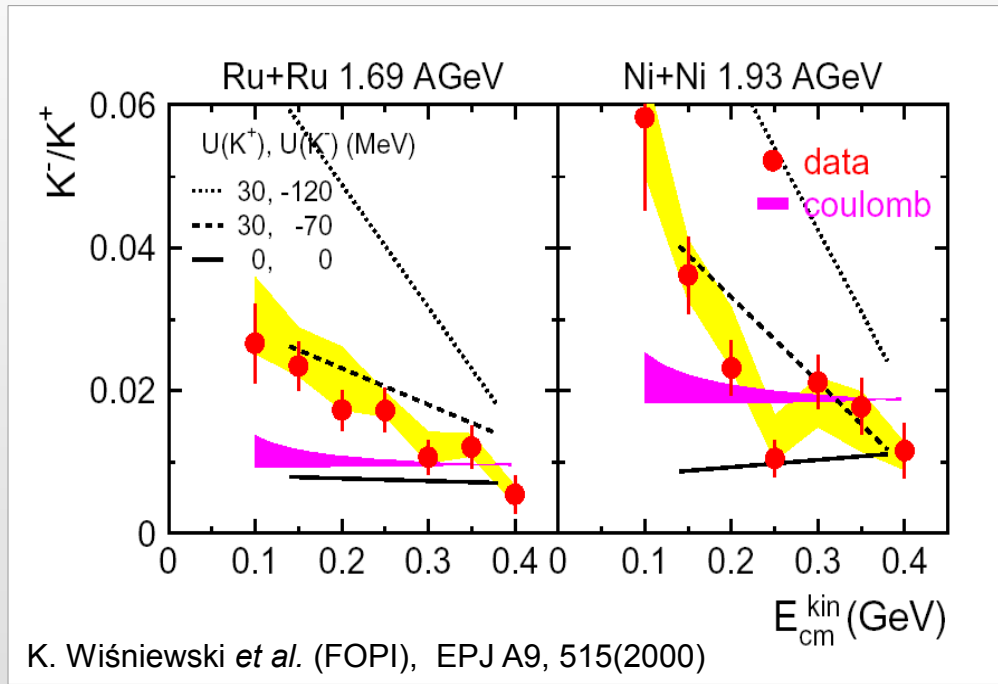 Ru+Ru 1.69 AGeV
Ni+Ni 1.93 AGeV
K⁻/K⁺
0.06
0.04
0.02
0
U(K⁺), U(K⁻) (MeV)
30, -120
30, -70
0, 0
data
coulomb
0 0.1 0.2 0.3 0.4 0 0.1 0.2 0.3 0.4
E_cm^kin (GeV)
K. Wiśniewski et al. (FOPI), EPJ A9, 515(2000)